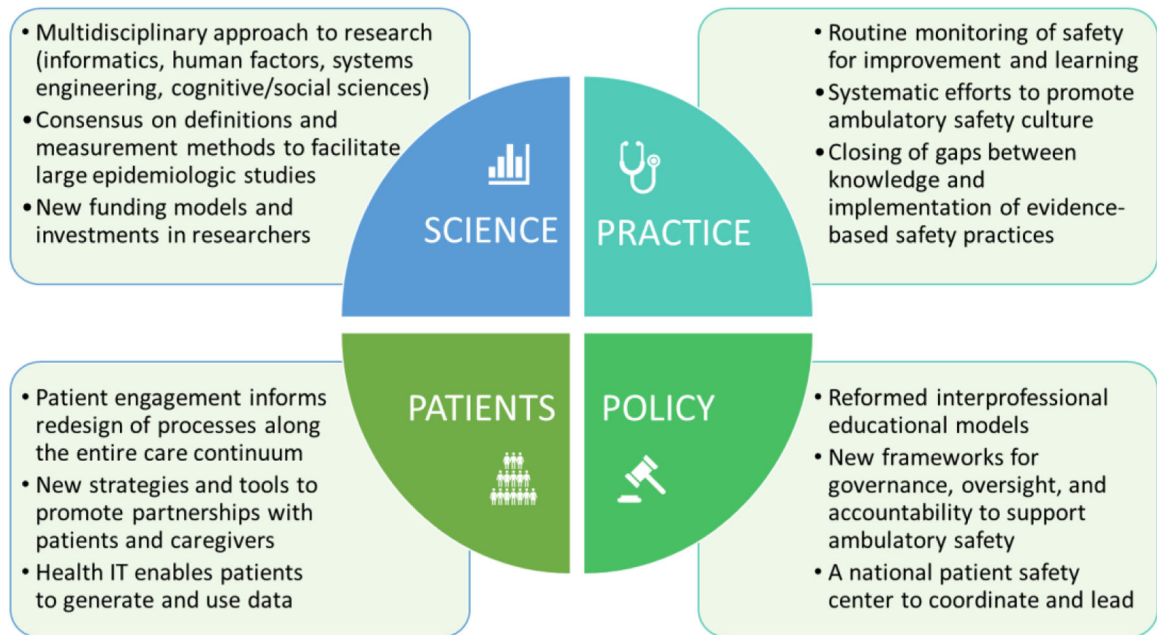 • Multidisciplinary approach to research
(informatics, human factors, systems
engineering, cognitive/social sciences)
• Consensus on definitions and
measurement methods to facilitate
large epidemiologic studies
• New funding models and
investments in researchers
SCIENCE
• Routine monitoring of safety
for improvement and learning
• Systematic efforts to promote
ambulatory safety culture
• Closing of gaps between
knowledge and
implementation of evidence-
based safety practices
PRACTICE
• Patient engagement informs
redesign of processes along
the entire care continuum
• New strategies and tools to
promote partnerships with
patients and caregivers
• Health IT enables patients
to generate and use data
PATIENTS
POLICY
• Reformed interprofessional
educational models
• New frameworks for
governance, oversight, and
accountability to support
ambulatory safety
• A national patient safety
center to coordinate and lead